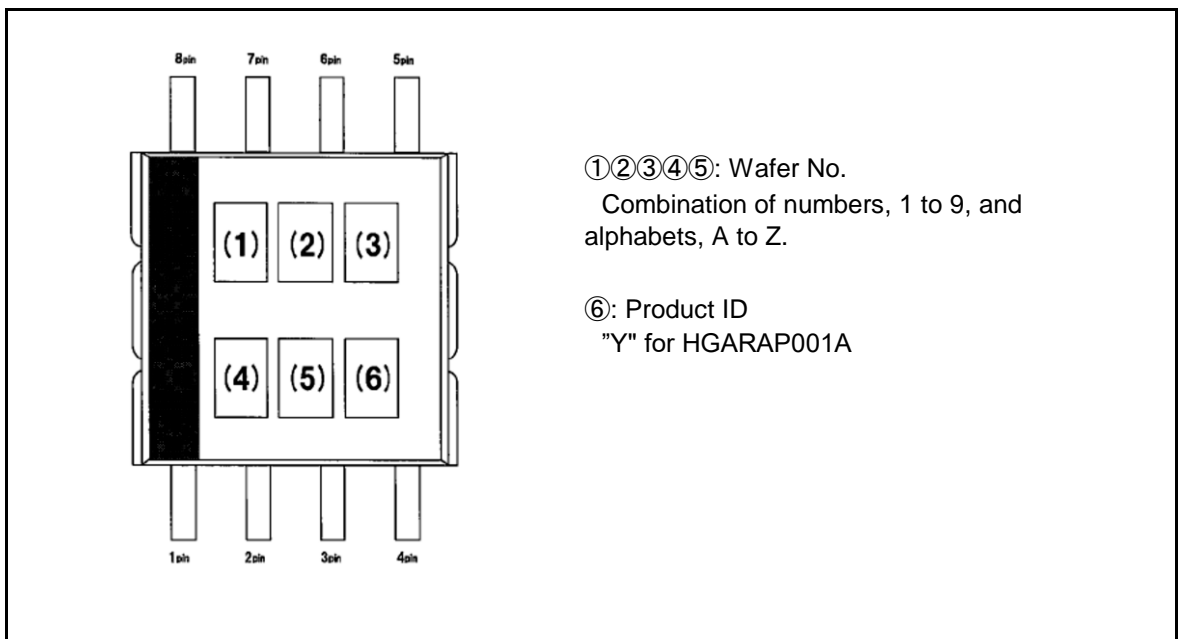 8pin 7pin 6pin 5pin
(1) (2) (3)
(4) (5) (6)
1pin 2pin 3pin 4pin
①②③④⑤: Wafer No.
Combination of numbers, 1 to 9, and
alphabets, A to Z.
⑥: Product ID
”Y" for HGARAP001A